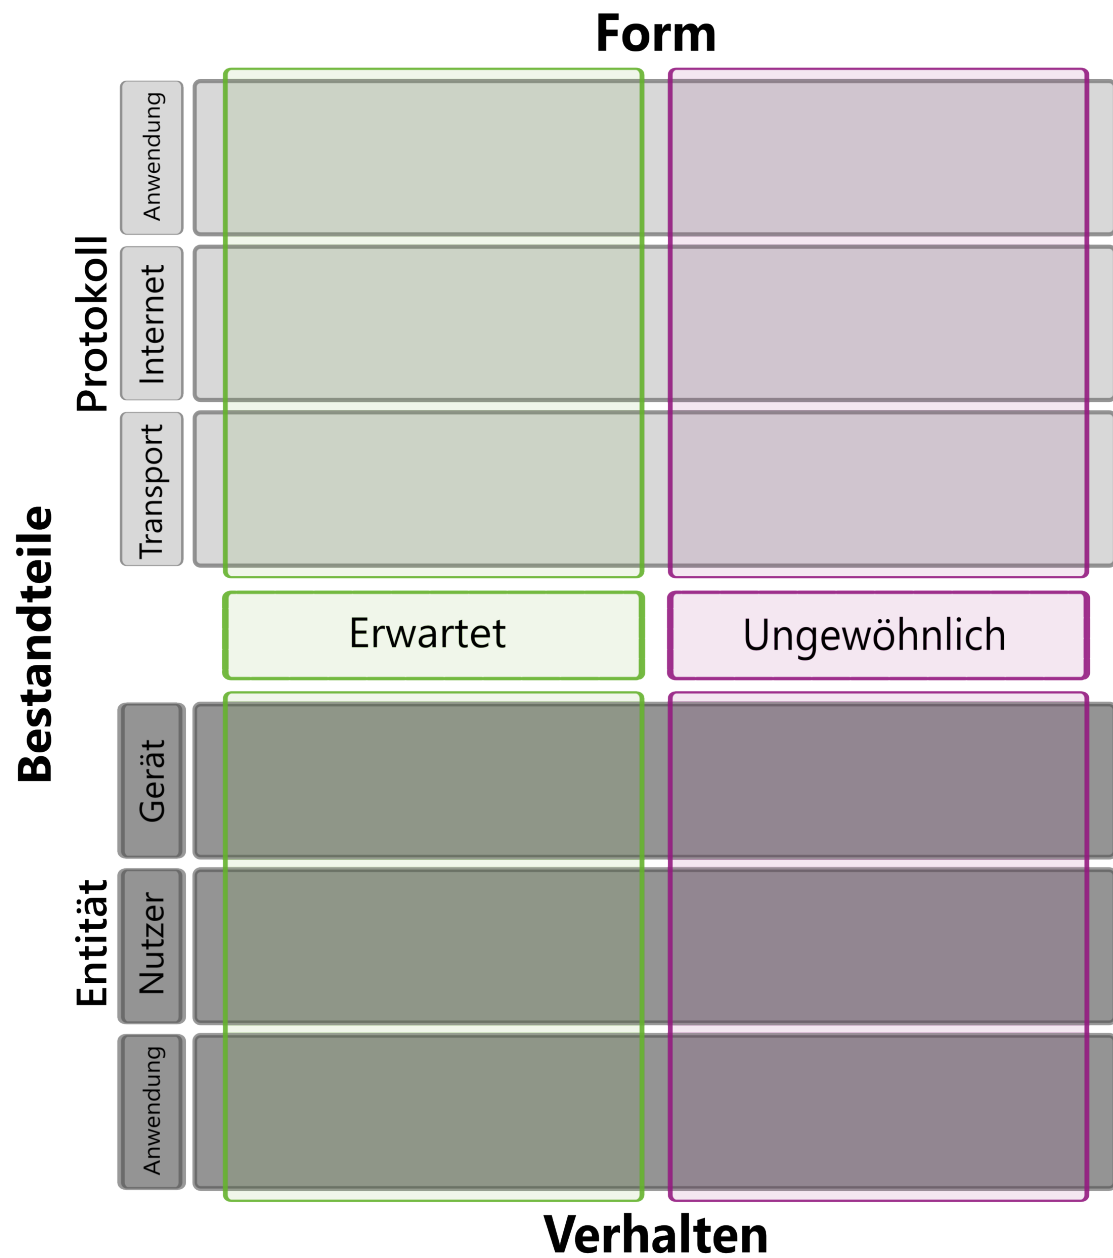 Form
Bestandteile
Protokoll
Anwendung
Internet
Transport
Erwartet
Ungewöhnlich
Entität
Gerät
Nutzer
Anwendung
Verhalten